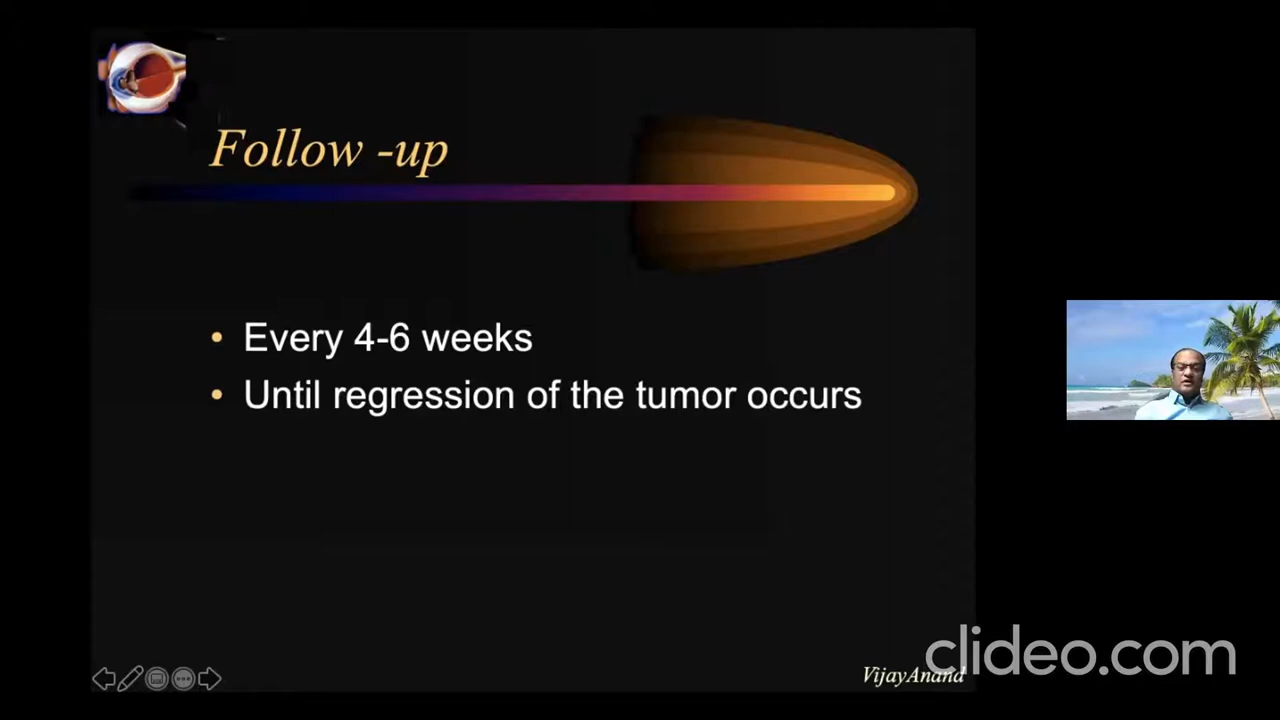 Follow -up
• Every 4-6 weeks
• Until regression of the tumor occurs
VijayAnand
clideo.com